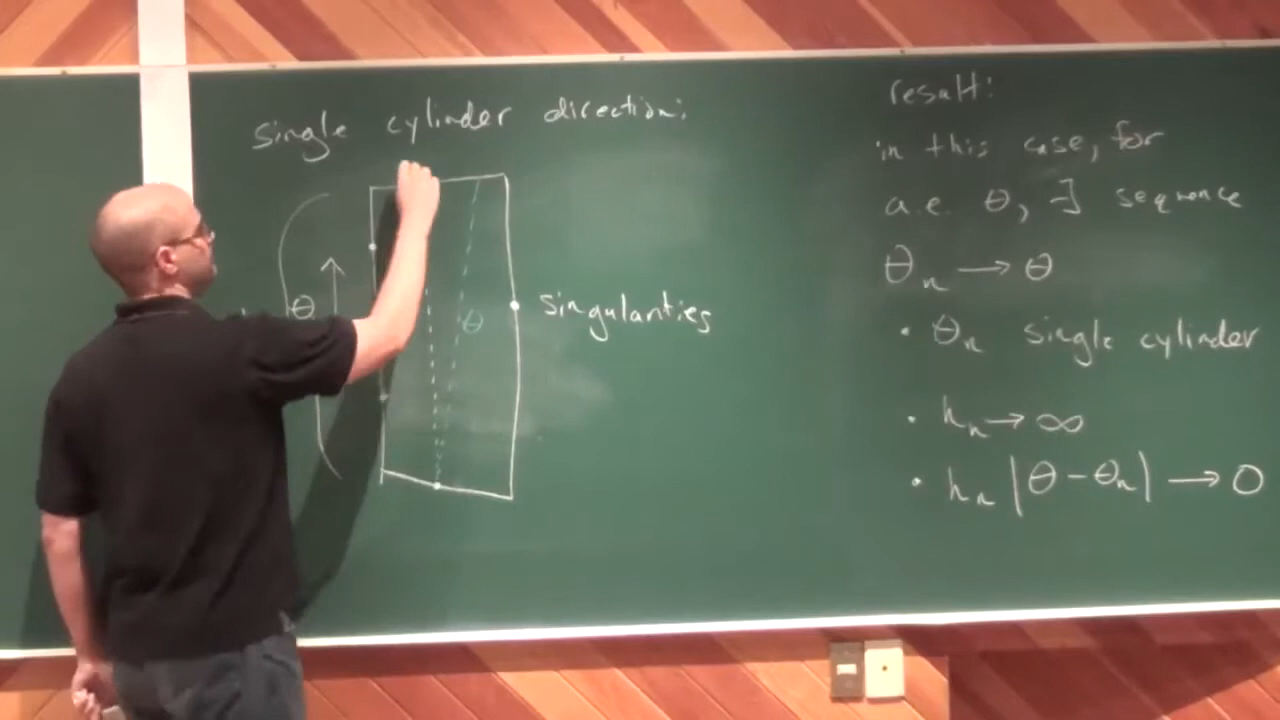 single cylinder direction:
θ
θ
singularities
result:
in this case, for
a.e. θ, ∃ sequence
θₙ → θ
• θₙ single cylinder
• hₙ → ∞
• hₙ |θ - θₙ| → 0